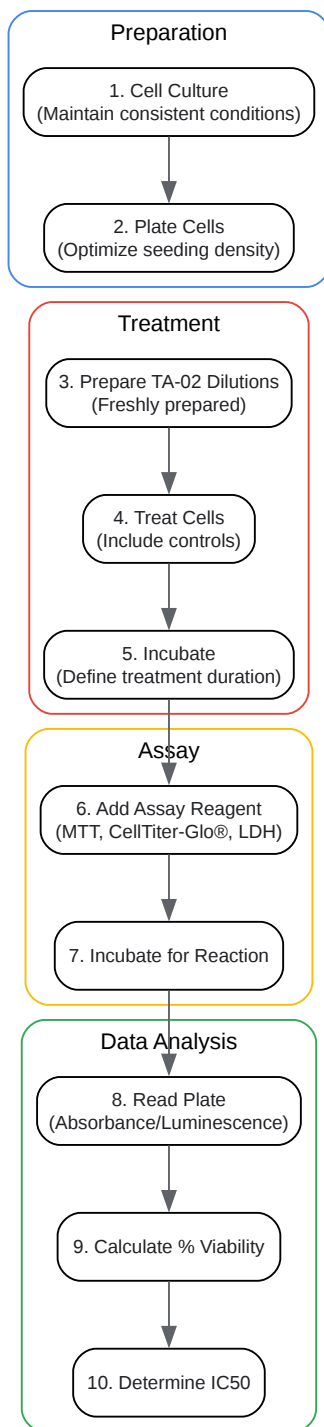 Preparation
1. Cell Culture
(Maintain consistent conditions)
2. Plate Cells
(Optimize seeding density)
Treatment
3. Prepare TA-02 Dilutions
(Freshly prepared)
4. Treat Cells
(Include controls)
5. Incubate
(Define treatment duration)
Assay
6. Add Assay Reagent
(MTT, CellTiter-Glo®, LDH)
7. Incubate for Reaction
Data Analysis
8. Read Plate
(Absorbance/Luminescence)
9. Calculate % Viability
10. Determine IC50